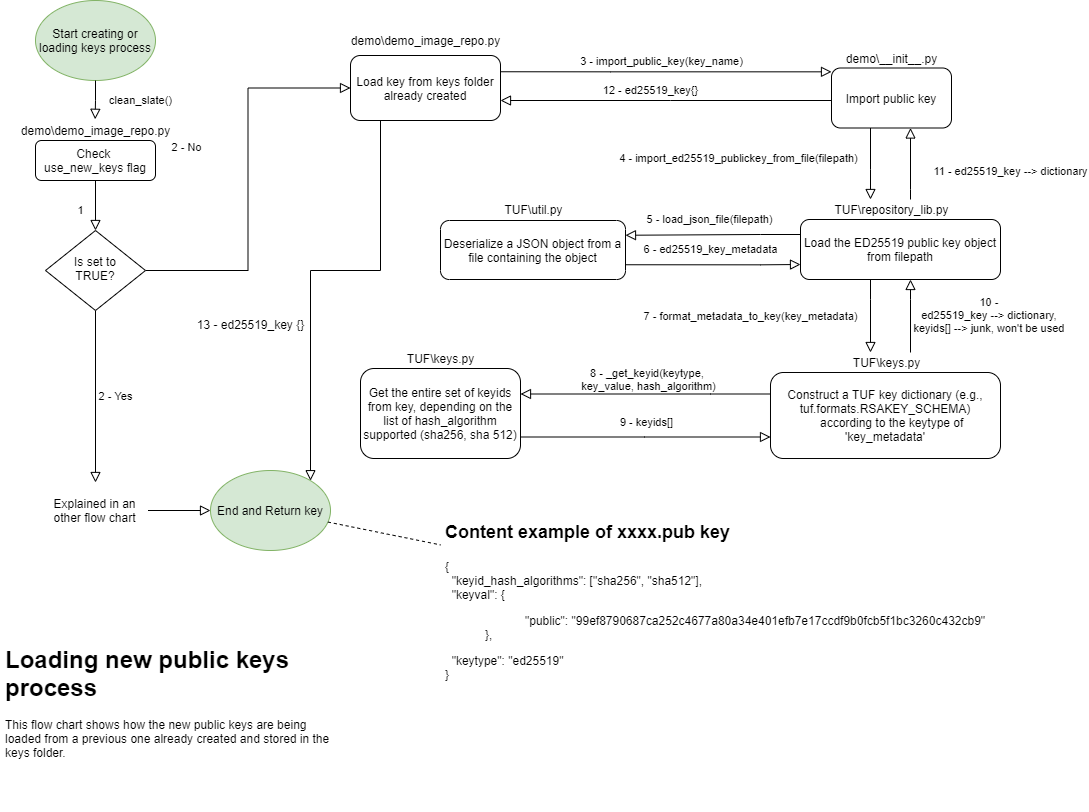 Start creating or
loading keys process
clean_slate()
demo\demo_image_repo.py
Check
use_new_keys flag
2 - No
1
Is set to
TRUE?
2 - Yes
Explained in an
other flow chart
End and Return key
demo\demo_image_repo.py
Load key from keys folder
already created
3 - import_public_key(key_name)
12 - ed25519_key{}
demo\__init__.py
Import public key
4 - import_ed25519_publickey_from_file(filepath)
11 - ed25519_key --> dictionary
TUF\util.py
Deserialize a JSON object from a
file containing the object
5 - load_json_file(filepath)
6 - ed25519_key_metadata
TUF\repository_lib.py
Load the ED25519 public key object
from filepath
7 - format_metadata_to_key(key_metadata)
10 -
ed25519_key --> dictionary,
keyids[] --> junk, won't be used
13 - ed25519_key {}
TUF\keys.py
Get the entire set of keyids
from key, depending on the
list of hash_algorithm
supported (sha256, sha 512)
8 - _get_keyid(keytype,
key_value, hash_algorithm)
9 - keyids[]
TUF\keys.py
Construct a TUF key dictionary (e.g.,
tuf.formats.RSAKEY_SCHEMA)
according to the keytype of
'key_metadata'
Content example of xxxx.pub key
{
"keyid_hash_algorithms": ["sha256", "sha512"],
"keyval": {
"public": "99ef8790687ca252c4677a80a34e401efb7e17ccdf9b0fcb5f1bc3260c432cb9"
},
"keytype": "ed25519"
}
Loading new public keys
process
This flow chart shows how the new public keys are being
loaded from a previous one already created and stored in the
keys folder.